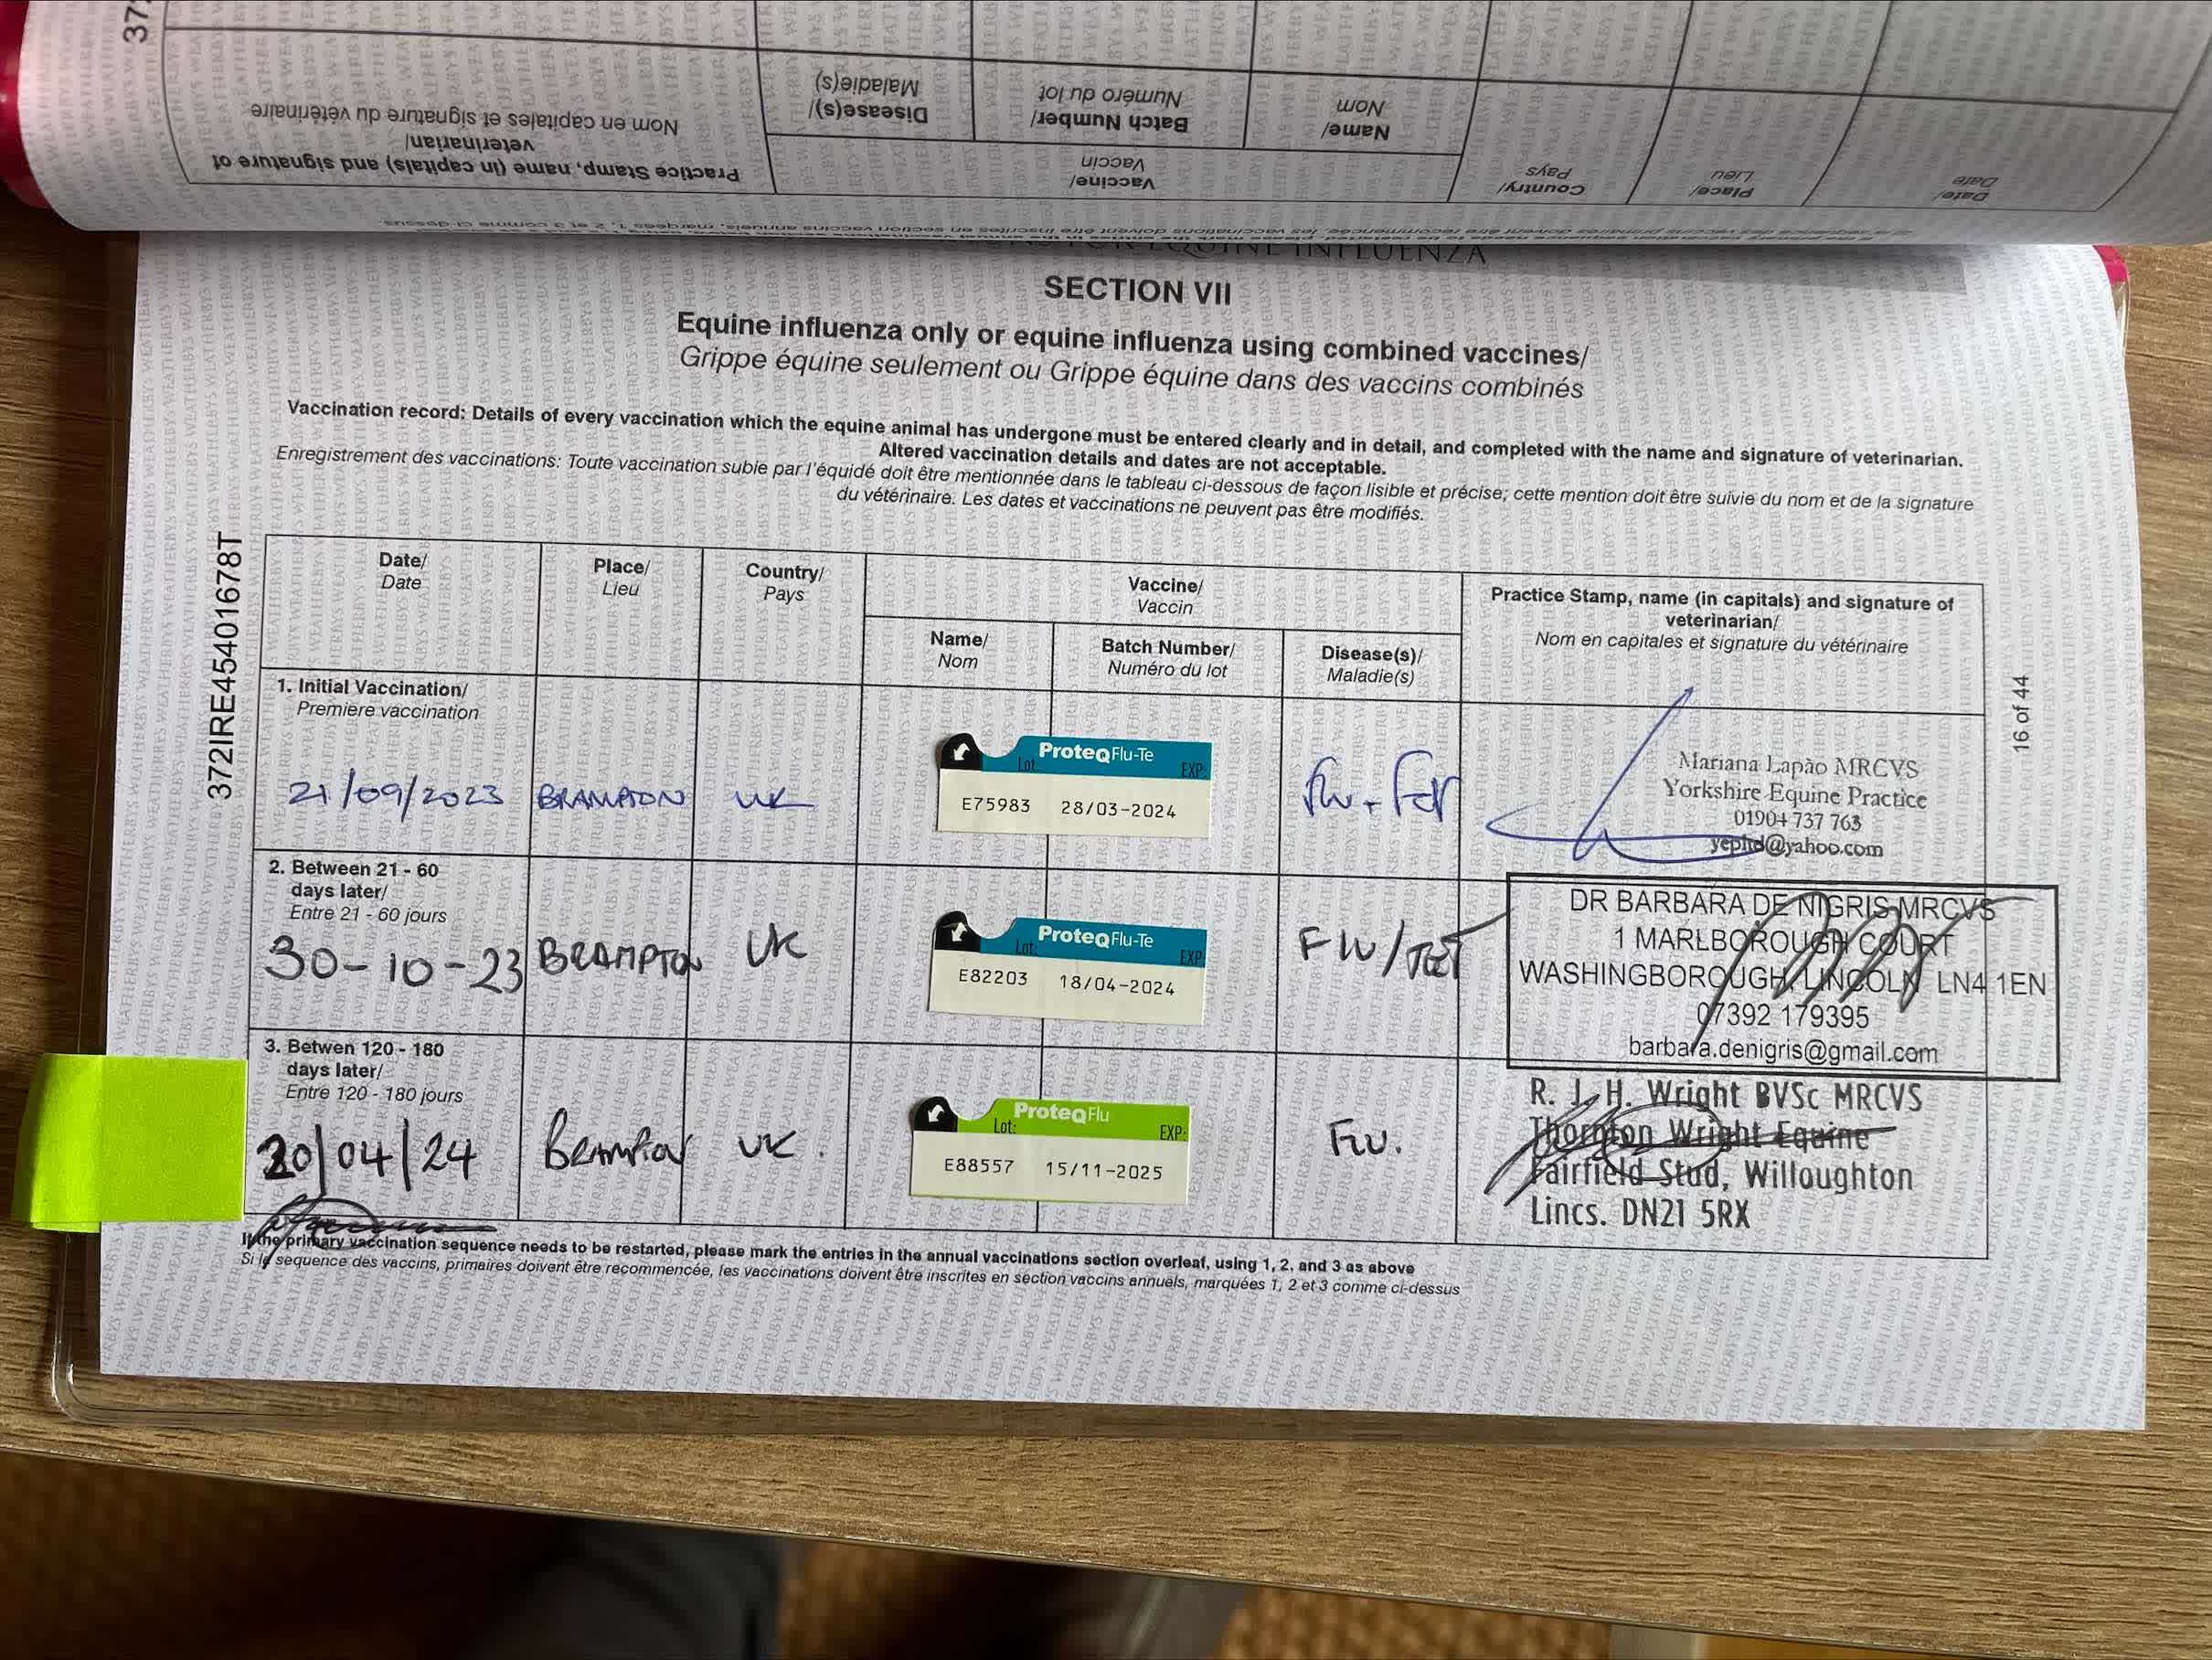 372
Practice Stamp, name (in capitals) and signature of
veterinarian/
Nom en capitales et signature du vétérinaire
Disease(s)/
Maladie(s)
Batch Number/
Numéro du lot
Name/
Nom
Vaccine/
Vaccin
Country/
Pays
Place/
Lieu
Date/
Date
EQUINE INFLUENZA
SECTION VII
Equine influenza only or equine influenza using combined vaccines/
Grippe équine seulement ou Grippe équine dans des vaccins combinés
Vaccination record: Details of every vaccination which the equine animal has undergone must be entered clearly and in detail, and completed with the name and signature of veterinarian.
Altered vaccination details and dates are not acceptable.
Enregistrement des vaccinations: Toute vaccination subie par l'équidé doit être mentionnée dans le tableau ci-dessous de façon lisible et précise; cette mention doit être suivie du nom et de la signature
du vétérinaire. Les dates et vaccinations ne peuvent pas être modifiés.
372IRE45401678T
16 of 44
Date/
Date
Place/
Lieu
Country/
Pays
Vaccine/
Vaccin
Name/
Nom
Batch Number/
Numéro du lot
Disease(s)/
Maladie(s)
Practice Stamp, name (in capitals) and signature of
veterinarian/
Nom en capitales et signature du vétérinaire
1. Initial Vaccination/
Premiere vaccination
21/09/2023 BRAMPTON UK
ProteqFlu-Te
Lot: EXP:
E75983 28/03-2024
Flu +
Mariana Lapào MRCVS
Yorkshire Equine Practice
01904 737 763
yepltd@yahoo.com
2. Between 21 - 60
days later/
Entre 21 - 60 jours
30-10-23 BRAMPTON UK
ProteqFlu-Te
Lot: EXP:
E82203 18/04-2024
FLU/TET
DR BARBARA DE NIGRIS MRCVS
1 MARLBOROUGH COURT
WASHINGBOROUGH, LINCOLN LN4 1EN
07392 179395
barbara.denigris@gmail.com
3. Betwen 120 - 180
days later/
Entre 120 - 180 jours
20/04/24 BRAMPTON UK.
ProteqFlu
Lot: EXP:
E88557 15/11-2025
FLU.
R. J. H. Wright BVSc MRCVS
Thornton Wright Equine
Fairfield Stud, Willoughton
Lincs. DN21 5RX
If the primary vaccination sequence needs to be restarted, please mark the entries in the annual vaccinations section overleaf, using 1, 2, and 3 as above
Si le sequence des vaccins, primaires doivent être recommencée, les vaccinations doivent être inscrites en section vaccins annuels, marquées 1, 2 et 3 comme ci-dessus